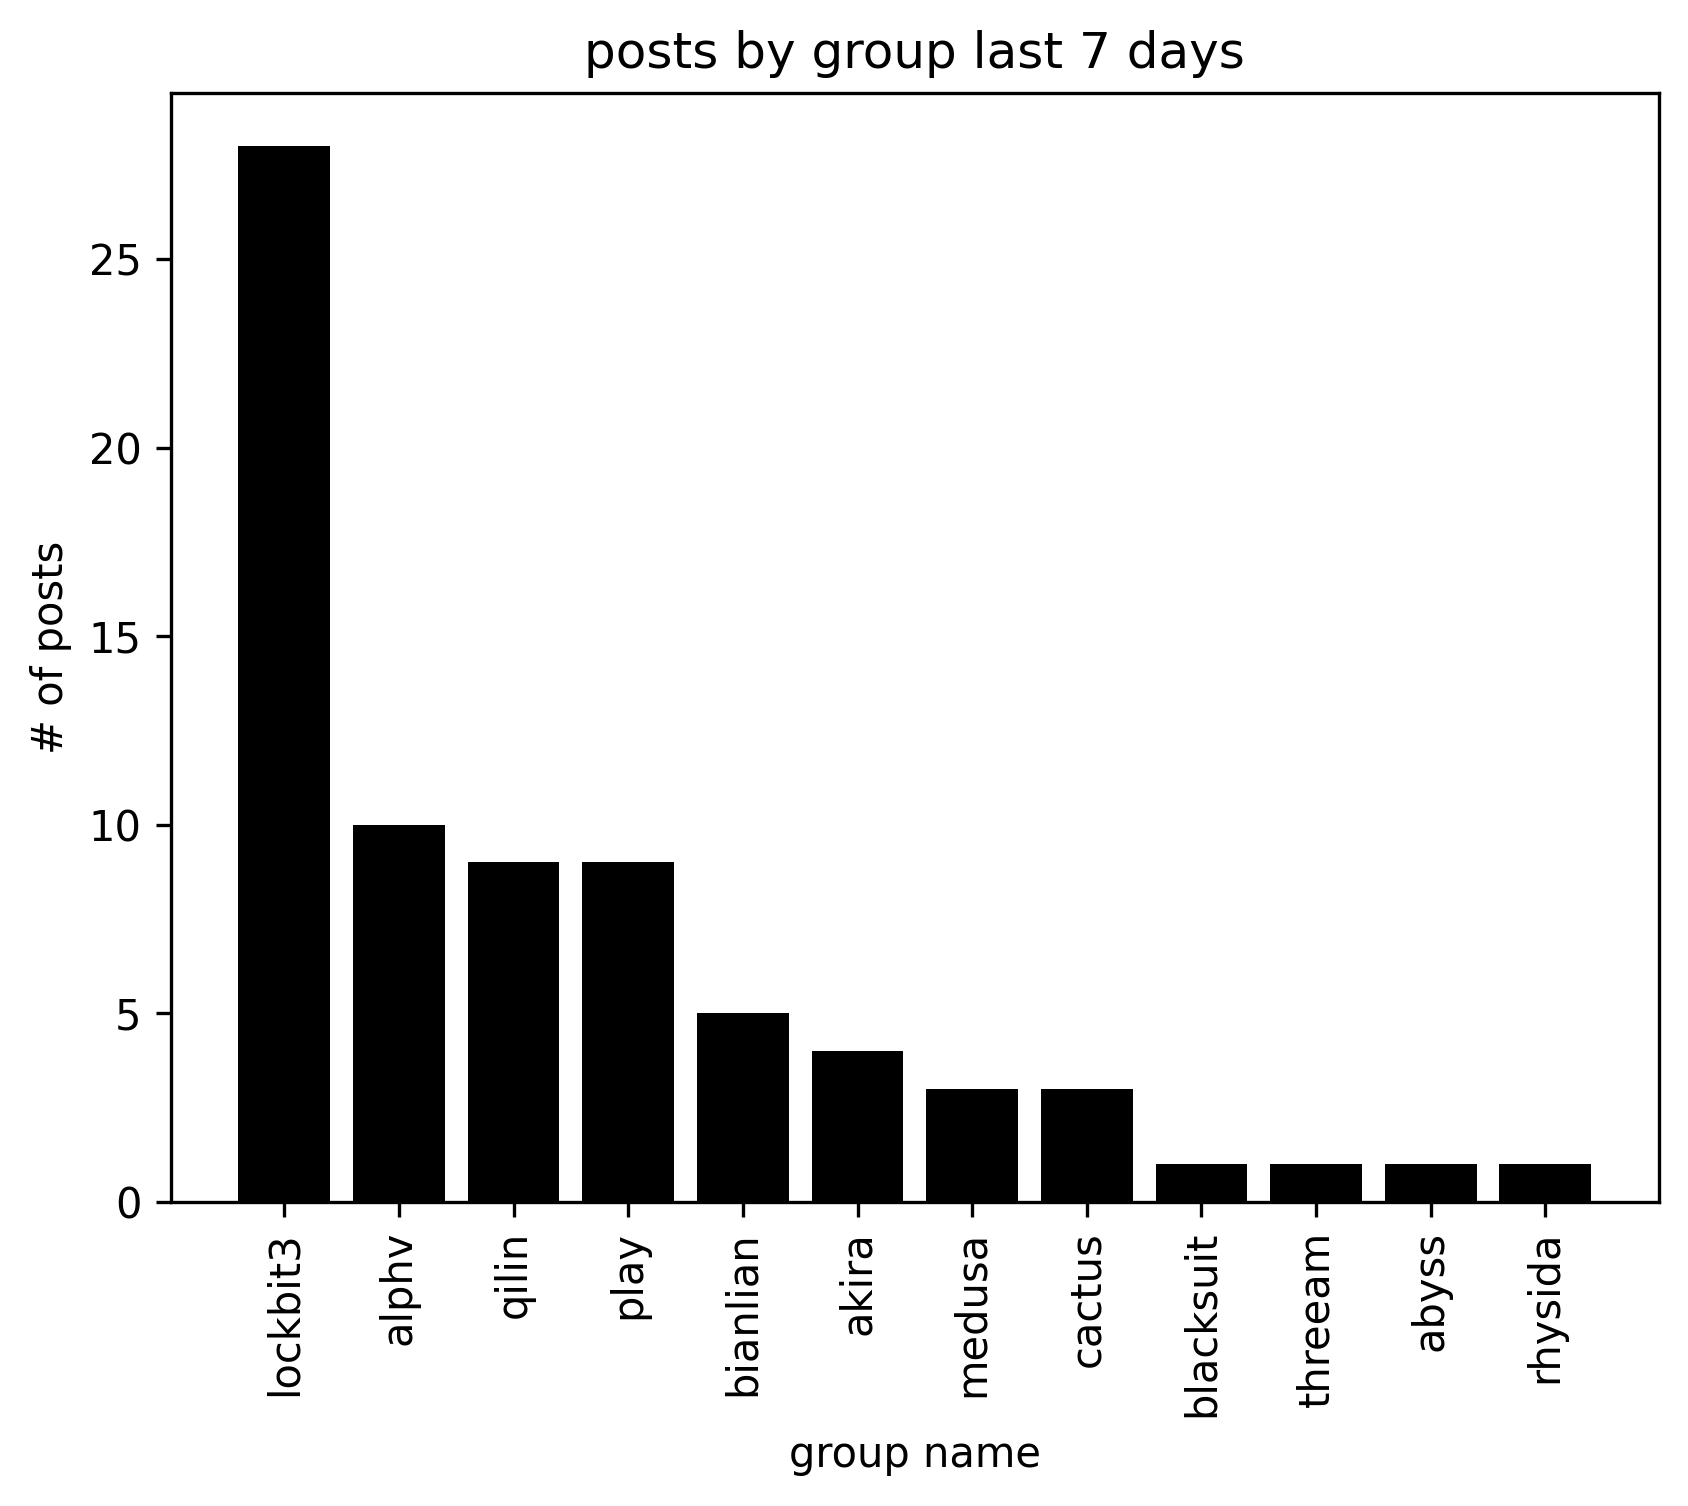 posts by group last 7 days
# of posts
25
20
15
10
5
0
lockbit3
alphv
qilin
play
bianlian
akira
medusa
cactus
blacksuit
threeam
abyss
rhysida
group name